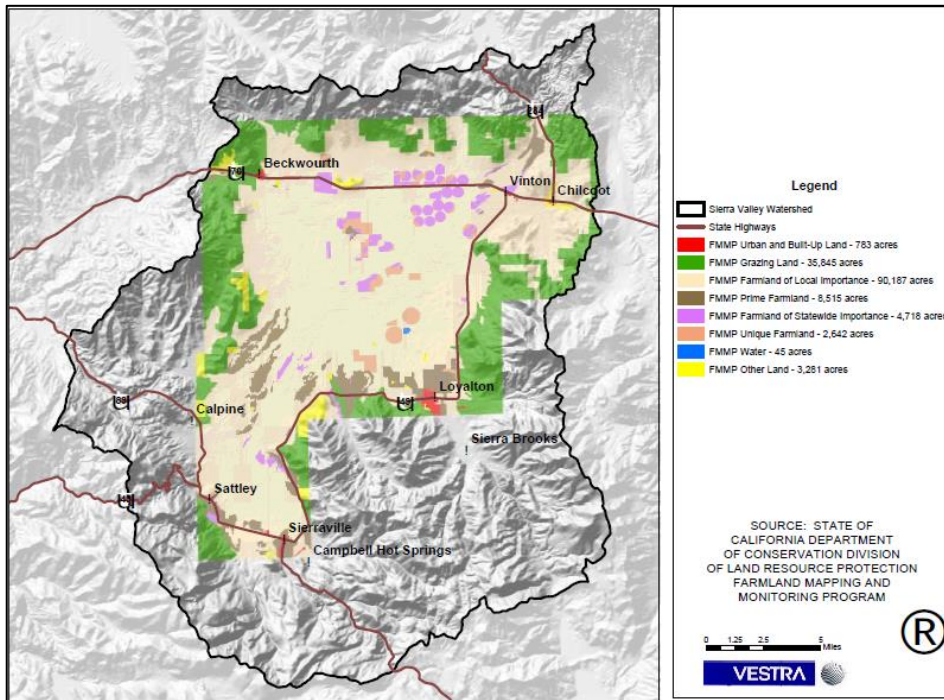 284
70
Beckwourth
Vinton
Chilcoot
Loyalton
49
89
Calpine
Sierra Brooks
Sattley
49
Sierraville
Campbell Hot Springs
Legend
Sierra Valley Watershed
State Highways
FMMP Urban and Built-Up Land - 783 acres
FMMP Grazing Land - 35,845 acres
FMMP Farmland of Local Importance - 90,187 acres
FMMP Prime Farmland - 8,515 acres
FMMP Farmland of Statewide Importance - 4,718 acres
FMMP Unique Farmland - 2,642 acres
FMMP Water - 45 acres
FMMP Other Land - 3,281 acres
SOURCE: STATE OF
CALIFORNIA DEPARTMENT
OF CONSERVATION DIVISION
OF LAND RESOURCE PROTECTION
FARMLAND MAPPING AND
MONITORING PROGRAM
®
0 1.25 2.5 5
Miles
VESTRA